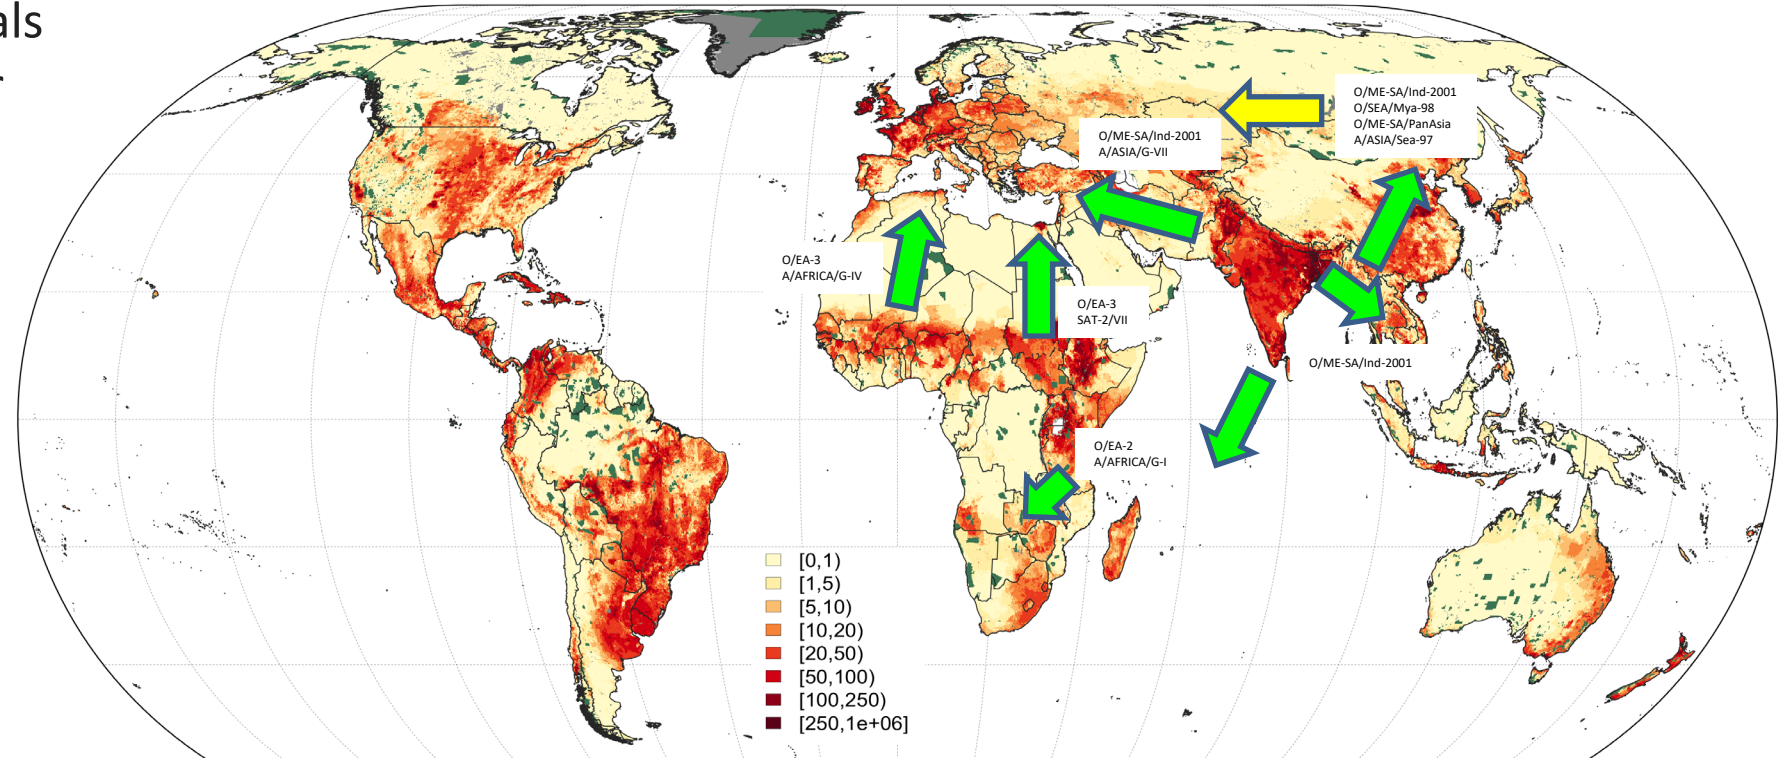 als
O/ME-SA/Ind-2001
O/SEA/Mya-98
O/ME-SA/PanAsia
A/ASIA/Sea-97
O/ME-SA/Ind-2001
A/ASIA/G-VII
O/EA-3
A/AFRICA/G-IV
O/EA-3
SAT-2/VII
O/ME-SA/Ind-2001
O/EA-2
A/AFRICA/G-I
[0,1)
[1,5)
[5,10)
[10,20)
[20,50)
[50,100)
[100,250)
[250,1e+06]